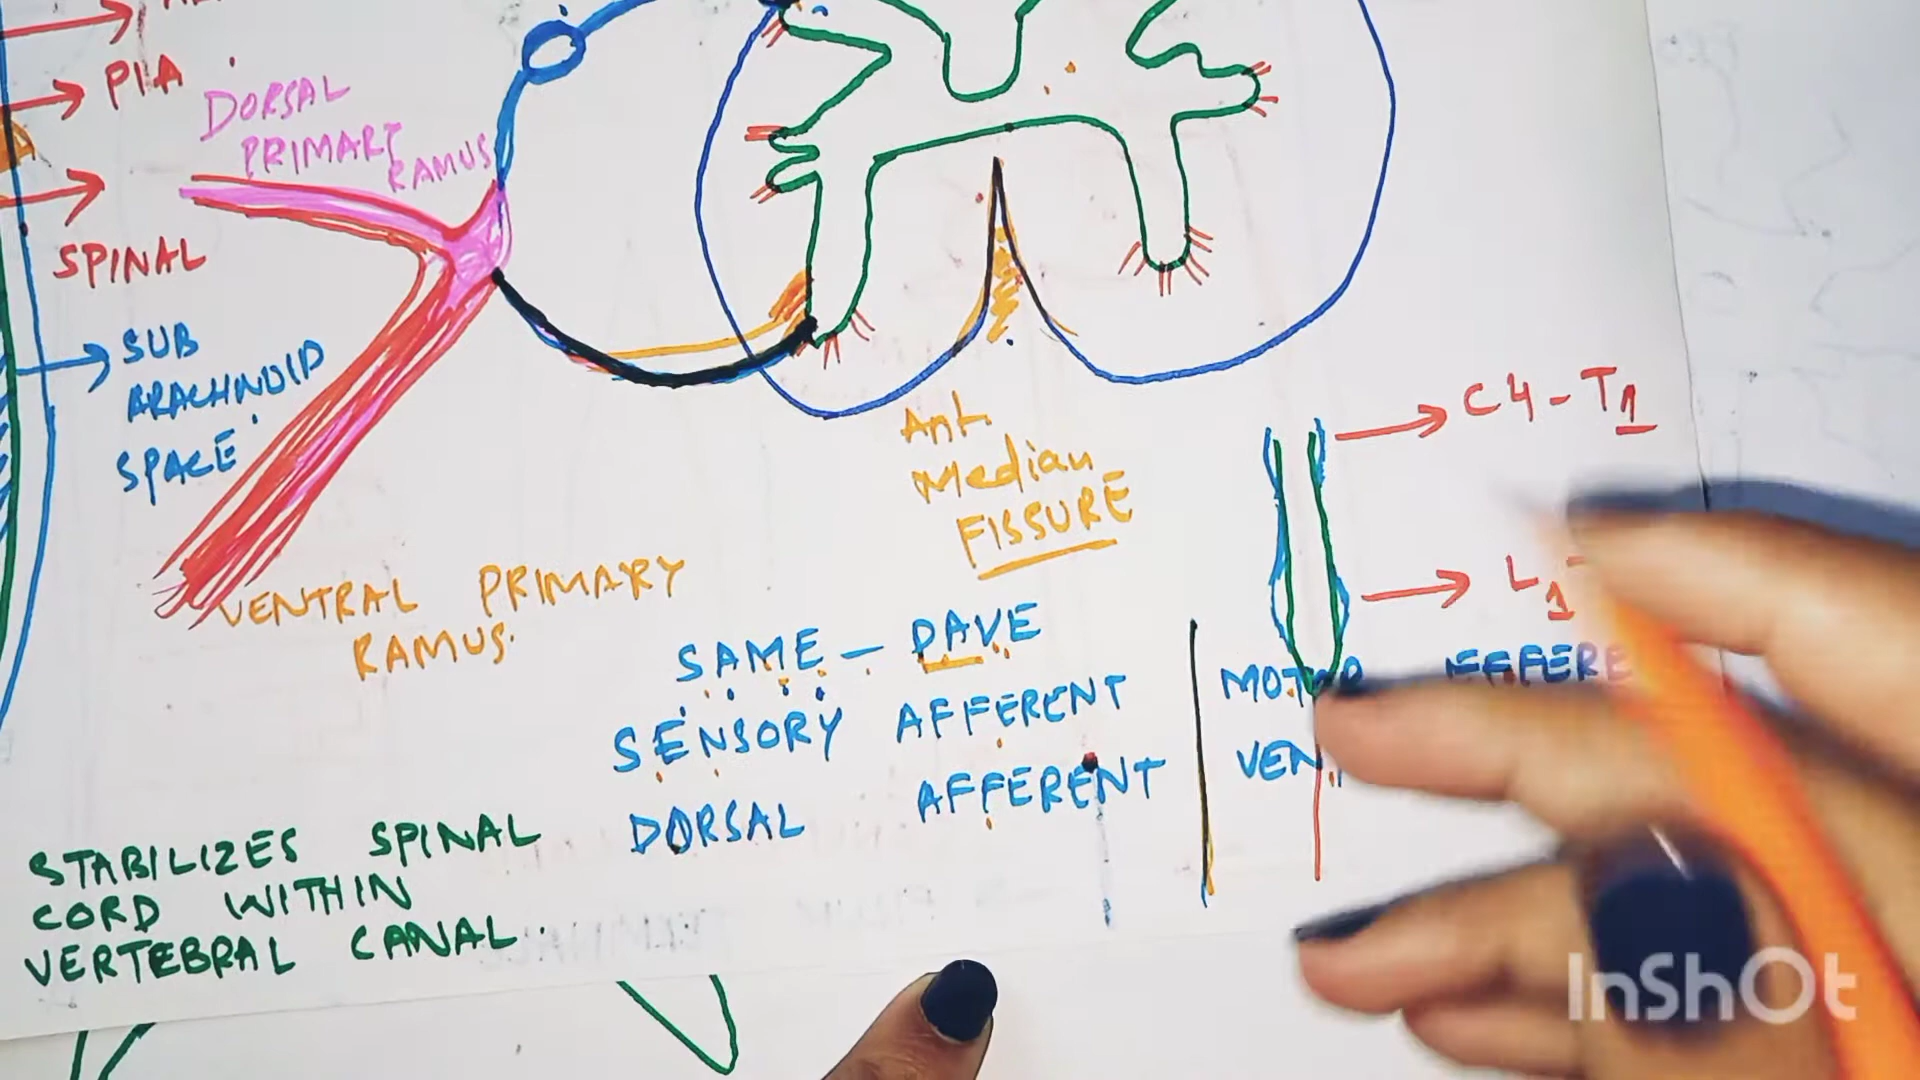 PIA
DORSAL
PRIMARY
RAMUS
SPINAL
SUB
ARACHNOID
SPACE
Ant.
Median
FISSURE
C4 - T1
L1
VENTRAL PRIMARY
RAMUS.
SAME - DAVE
SENSORY AFFERENT
DORSAL AFFERENT
MOTOR
STABILIZES SPINAL
CORD WITHIN
VERTEBRAL CANAL.
InShOt